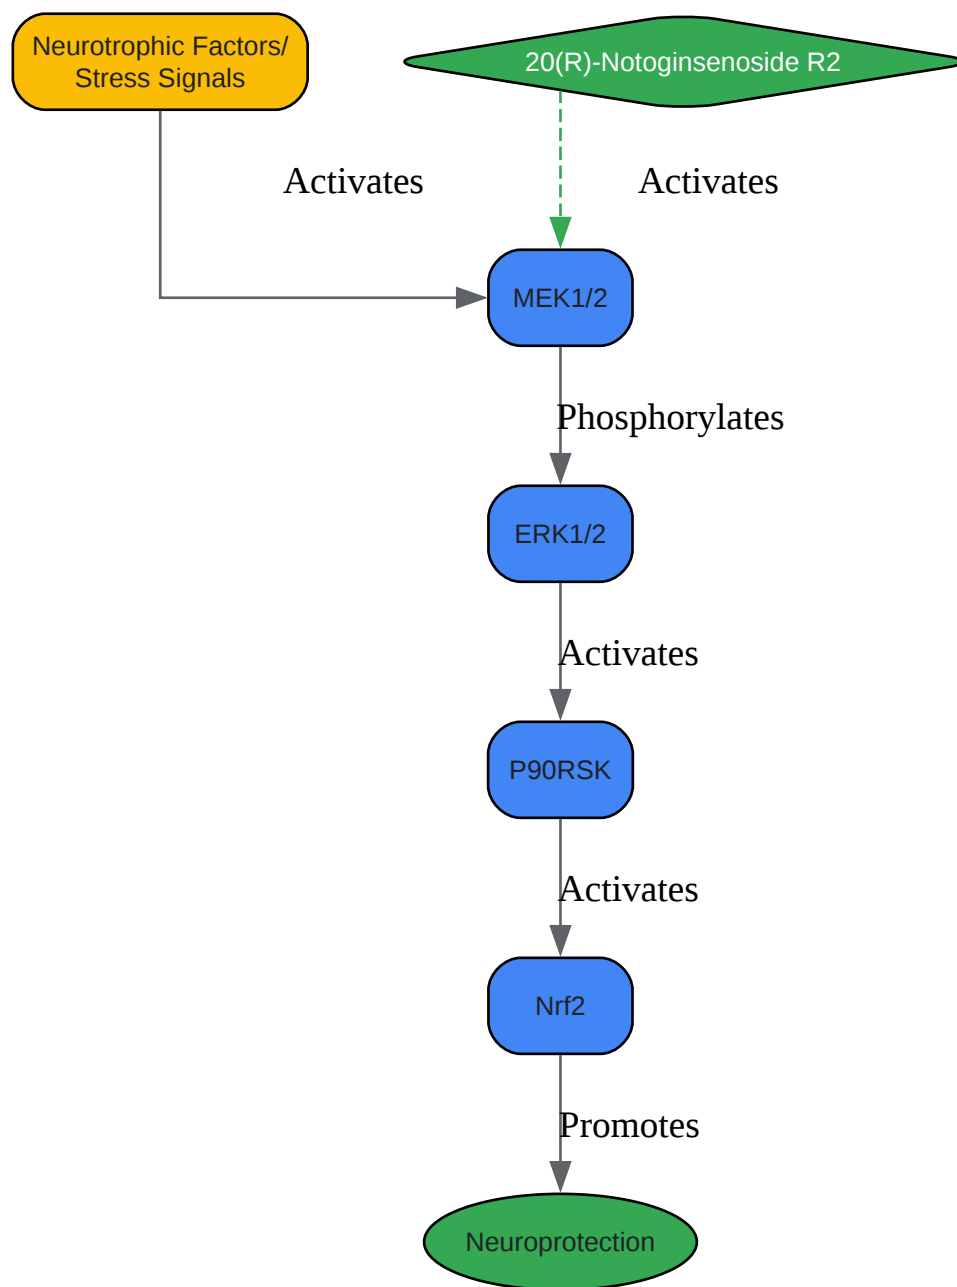 Neurotrophic Factors/
Stress Signals
20(R)-Notoginsenoside R2
Activates
Activates
MEK1/2
Phosphorylates
ERK1/2
Activates
P90RSK
Activates
Nrf2
Promotes
Neuroprotection